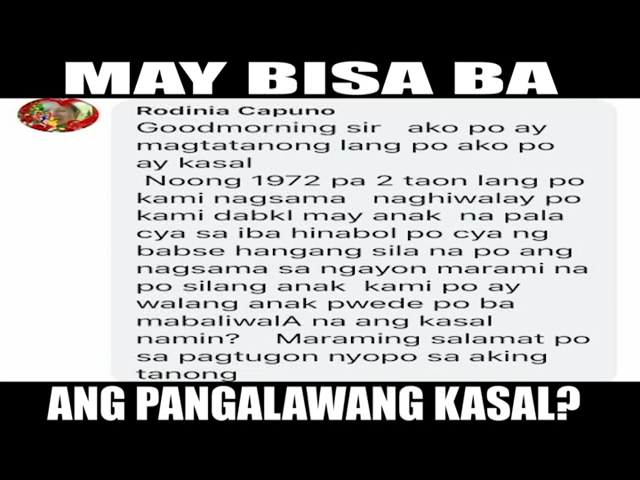 MAY BISA BA
Rodinia Capuno
Goodmorning sir ako po ay
magtatanong lang po ako po
ay kasal
Noong 1972 pa 2 taon lang po
kami nagsama naghiwalay po
kami dabkl may anak na pala
cya sa iba hinabol po cya ng
babse hangang sila na po ang
nagsama sa ngayon marami na
po silang anak kami po ay
walang anak pwede po ba
mabaliwalA na ang kasal
namin? Maraming salamat po
sa pagtugon nyopo sa aking
tanong
ANG PANGALAWANG KASAL?